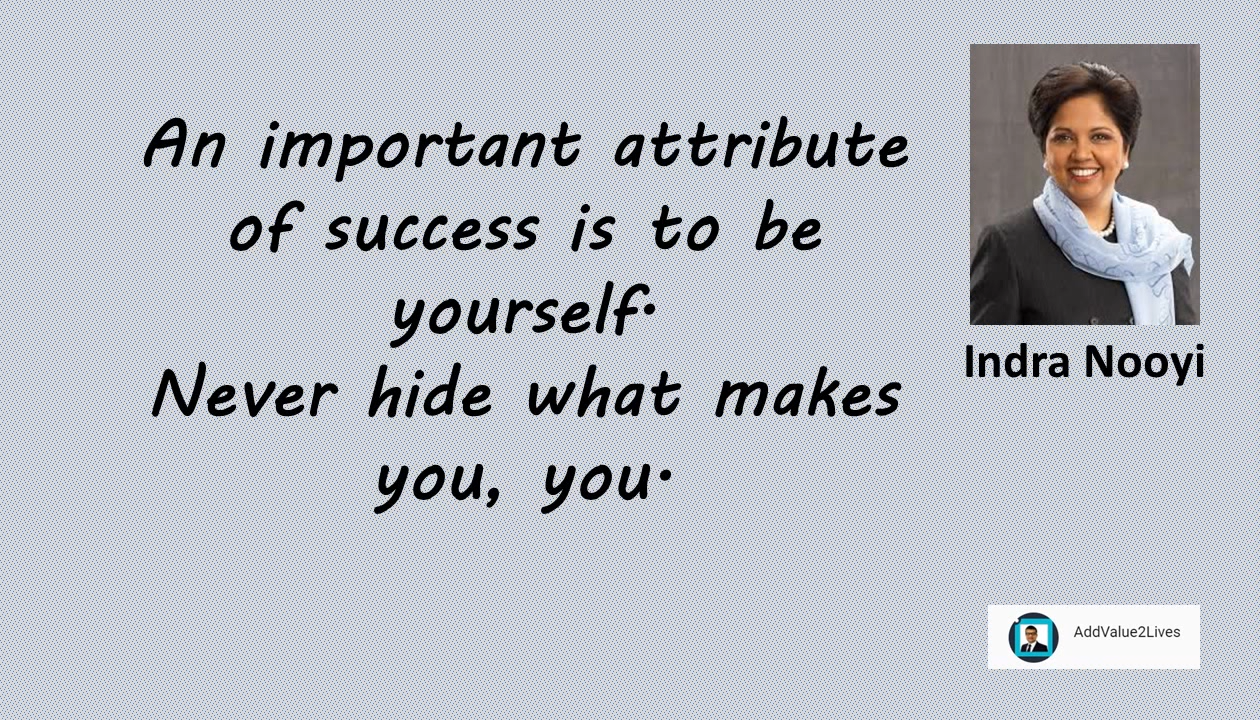 An important attribute
of success is to be
yourself.
Never hide what makes
you, you.
Indra Nooyi
AddValue2Lives